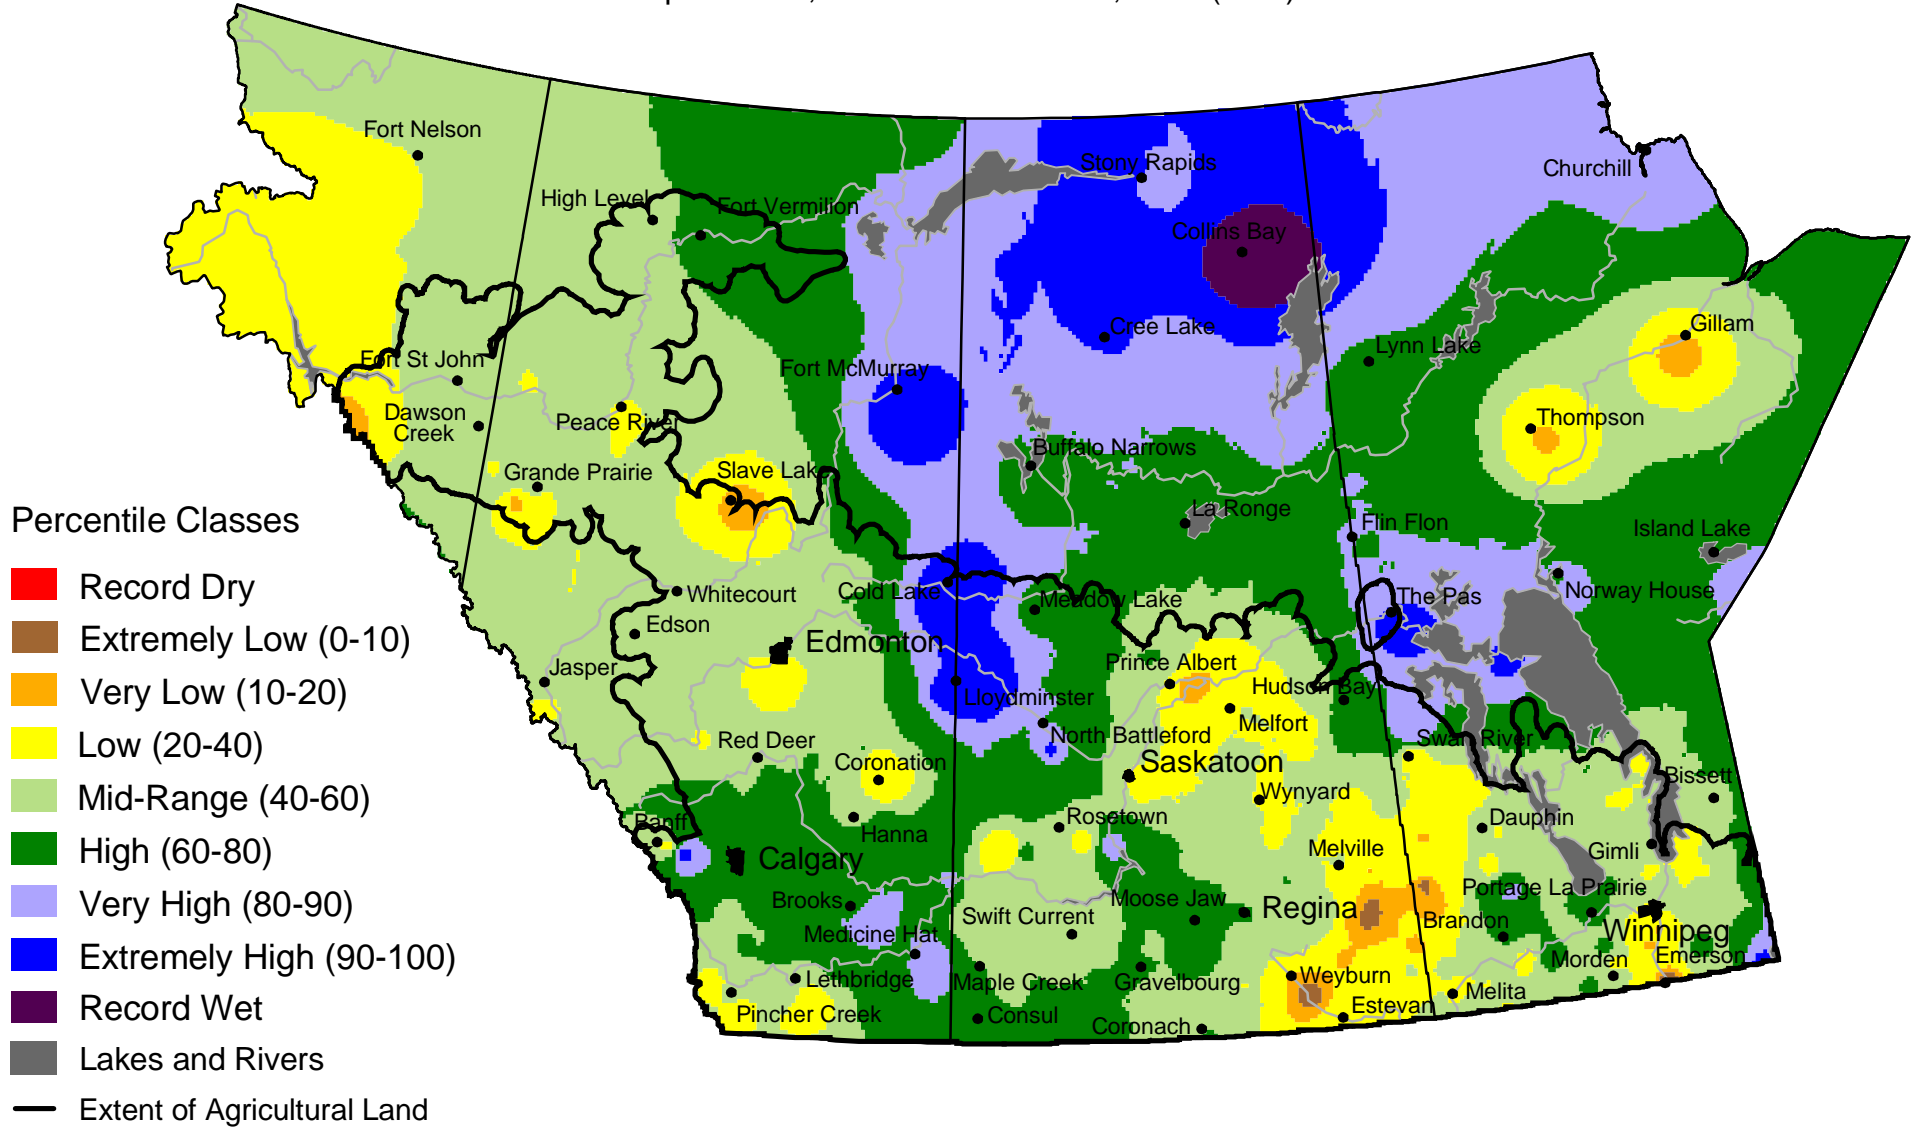 Fort Nelson
Churchill
Stony Rapids
High Level
Fort Vermilion
Collins Bay
Cree Lake
Gillam
Fort St John
Lynn Lake
Fort McMurray
Dawson
Creek
Peace River
Thompson
Buffalo Narrows
Grande Prairie
Slave Lake
La Ronge
Flin Flon
Island Lake
Cold Lake
Whitecourt
Meadow Lake
The Pas
Norway House
Edson
Edmonton
Jasper
Prince Albert
Hudson Bay
Lloydminster
Melfort
North Battleford
Red Deer
Swan River
Coronation
Saskatoon
Bissett
Wynyard
Banff
Hanna
Rosetown
Dauphin
Calgary
Melville
Gimli
Brooks
Moose Jaw
Portage La Prairie
Swift Current
Regina
Brandon
Winnipeg
Medicine Hat
Emerson
Morden
Lethbridge
Maple Creek
Gravelbourg
Weyburn
Melita
Pincher Creek
Consul
Coronach
Estevan
Percentile Classes
Record Dry
Extremely Low (0-10)
Very Low (10-20)
Low (20-40)
Mid-Range (40-60)
High (60-80)
Very High (80-90)
Extremely High (90-100)
Record Wet
Lakes and Rivers
Extent of Agricultural Land